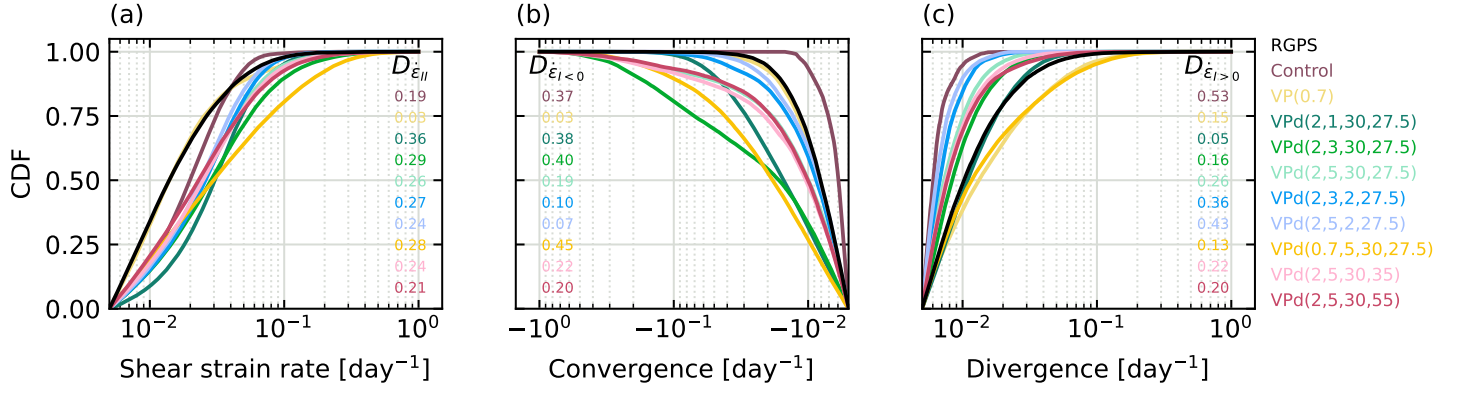 (a)
(b)
(c)
CDF
1.00
0.75
0.50
0.25
0.00
D_{ε̇_{II}}
0.19
0.03
0.36
0.29
0.26
0.27
0.24
0.28
0.24
0.21
10⁻² 10⁻¹ 10⁰
Shear strain rate [day⁻¹]
D_{ε̇_{I<0}}
0.37
0.03
0.38
0.40
0.19
0.10
0.07
0.45
0.22
0.20
−10⁰ −10⁻¹ −10⁻²
Convergence [day⁻¹]
D_{ε̇_{I>0}}
0.53
0.15
0.05
0.16
0.26
0.36
0.43
0.13
0.22
0.20
10⁻² 10⁻¹ 10⁰
Divergence [day⁻¹]
RGPS
Control
VP(0.7)
VPd(2,1,30,27.5)
VPd(2,3,30,27.5)
VPd(2,5,30,27.5)
VPd(2,3,2,27.5)
VPd(2,5,2,27.5)
VPd(0.7,5,30,27.5)
VPd(2,5,30,35)
VPd(2,5,30,55)